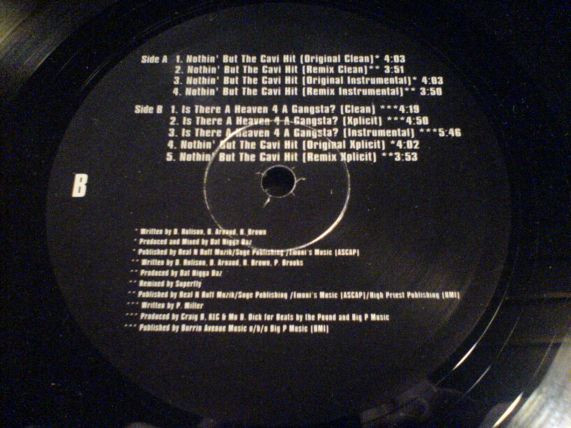 Side A 1. Nothin' But The Cavi Hit (Original Clean)* 4:03
2. Nothin' But The Cavi Hit (Remix Clean)** 3:51
3. Nothin' But The Cavi Hit (Original Instrumental)* 4:03
4. Nothin' But The Cavi Hit (Remix Instrumental)** 3:50
Side B 1. Is There A Heaven 4 A Gangsta? (Clean) ***4:19
2. Is There A Heaven 4 A Gangsta? (Xplicit) ***4:50
3. Is There A Heaven 4 A Gangsta? (Instrumental) ***5:46
4. Nothin' But The Cavi Hit (Original Xplicit) *4:02
5. Nothin' But The Cavi Hit (Remix Xplicit) **3:53
B
* Written by D. Rolison, D. Arnaud, R. Brown
* Produced and Mixed by Dat Nigga Daz
* Published by Real N Ruff Muzik/Suge Publishing /Emoni's Music (ASCAP)
** Written by D. Rolison, D. Arnaud, R. Brown, P. Brooks
** Produced by Dat Nigga Daz
** Remixed by Superfly
** Published by Real N Ruff Muzik/Suge Publishing /Emoni's Music (ASCAP)/High Priest Publishing (BMI)
*** Written by P. Miller
*** Produced by Craig B, KLC & Mo B. Dick for Beats by the Pound and Big P Music
*** Published by Burrin Avenue Music o/b/o Big P Music (BMI)